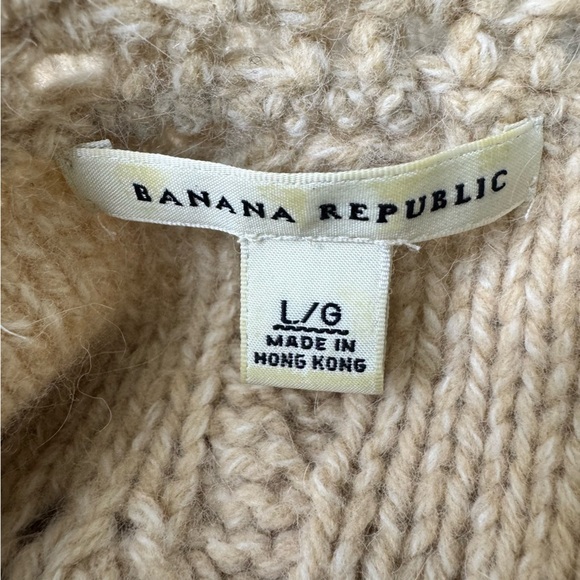 BANANA REPUBLIC
L/G
MADE IN
HONG KONG